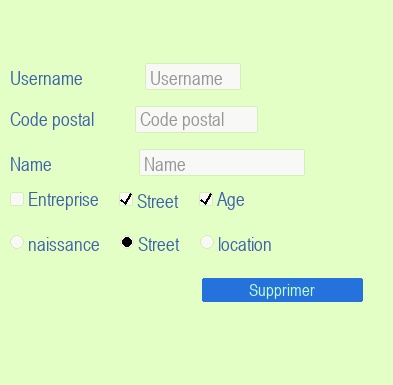 Username Username
Code postal Code postal
Name Name
Entreprise Street Age
naissance Street location
Supprimer